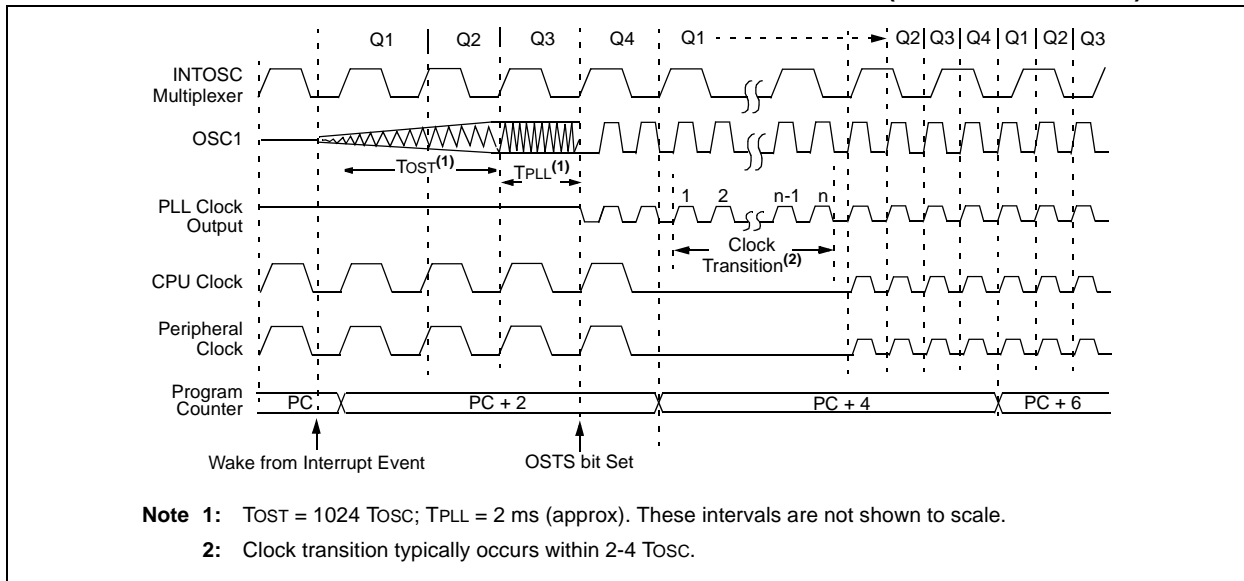 Q1 Q2 Q3 Q4 Q1 Q2 Q3 Q4 Q1 Q2 Q3
INTOSC
Multiplexer
OSC1
TOST(1)
TPLL(1)
1 2 n-1 n
PLL Clock
Output
Clock
Transition(2)
CPU Clock
Peripheral
Clock
Program
Counter
PC PC + 2 PC + 4 PC + 6
Wake from Interrupt Event OSTS bit Set
Note 1: TOST = 1024 TOSC; TPLL = 2 ms (approx). These intervals are not shown to scale.
2: Clock transition typically occurs within 2-4 TOSC.